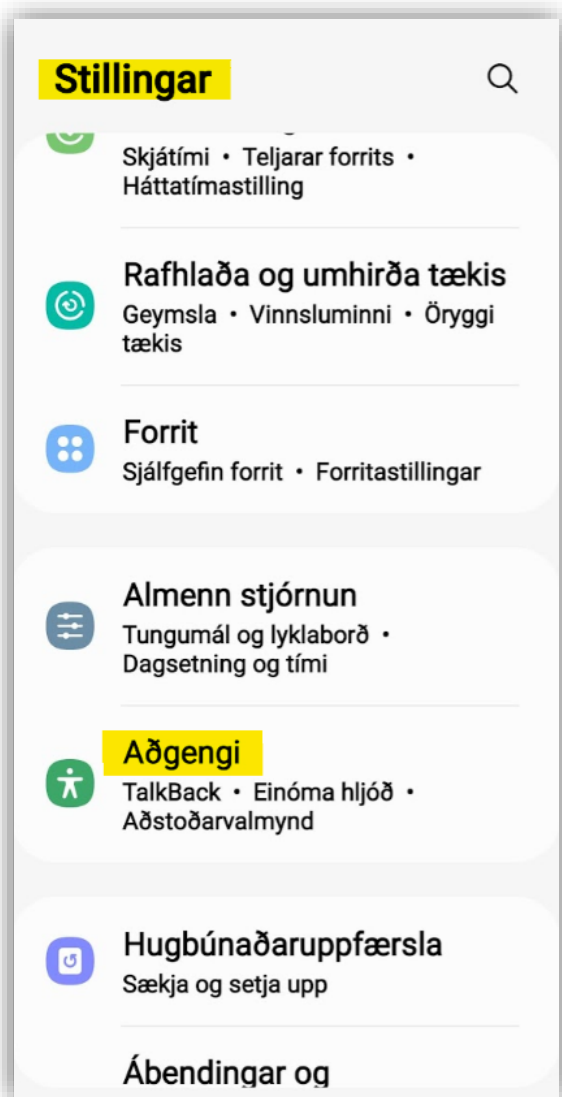 Stillingar
Skjátími • Teljarar forrits •
Háttatímastilling
Rafhlaða og umhirða tækis
Geymsla • Vinnsluminni • Öryggi
tækis
Forrit
Sjálfgefin forrit • Forritastillingar
Almenn stjórnun
Tungumál og lyklaborð •
Dagsetning og tími
Aðgengi
TalkBack • Einóma hljóð •
Aðstoðarvalmynd
Hugbúnaðaruppfærsla
Sækja og setja upp
Ábendingar og